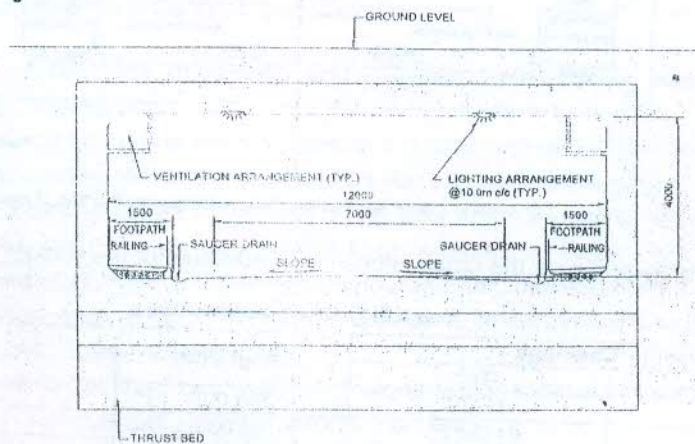 GROUND LEVEL
VENTILATION ARRANGEMENT (TYP.)
LIGHTING ARRANGEMENT
@10.0m c/c (TYP.)
12000
4000
1500
7000
1500
FOOTPATH
FOOTPATH
RAILING
SAUCER DRAIN
SAUCER DRAIN
RAILING
SLOPE
SLOPE
THRUST BED